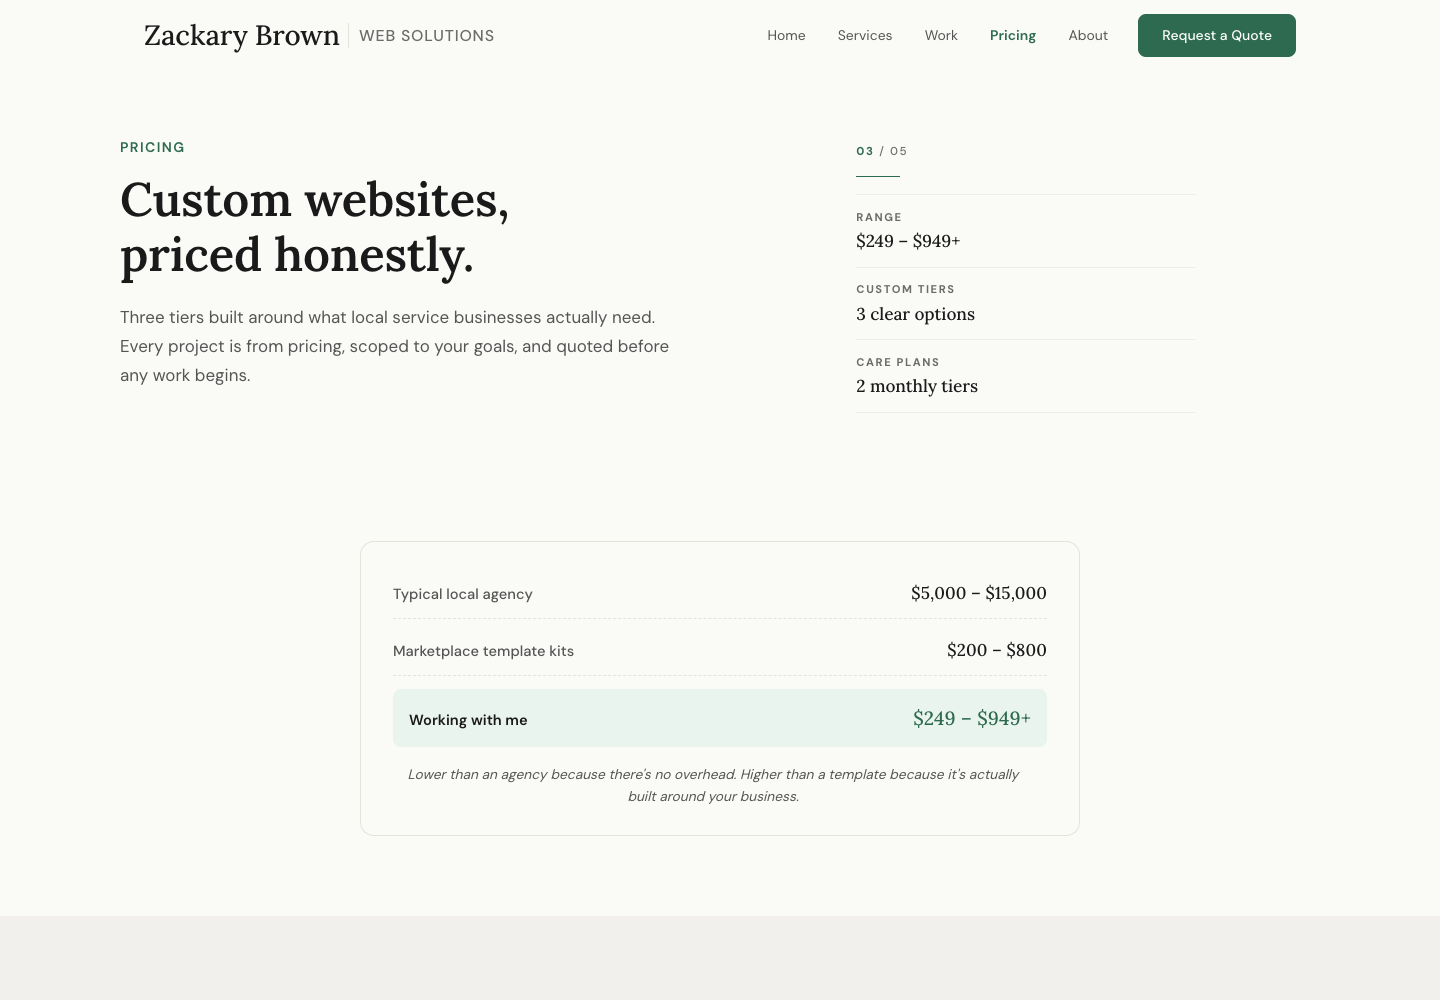 Zackary Brown | WEB SOLUTIONS
Home Services Work Pricing About Request a Quote
PRICING
Custom websites,
priced honestly.
Three tiers built around what local service businesses actually need.
Every project is from pricing, scoped to your goals, and quoted before
any work begins.
03 / 05
RANGE
$249 – $949+
CUSTOM TIERS
3 clear options
CARE PLANS
2 monthly tiers
Typical local agency $5,000 – $15,000
Marketplace template kits $200 – $800
Working with me $249 – $949+
Lower than an agency because there's no overhead. Higher than a template because it's actually
built around your business.